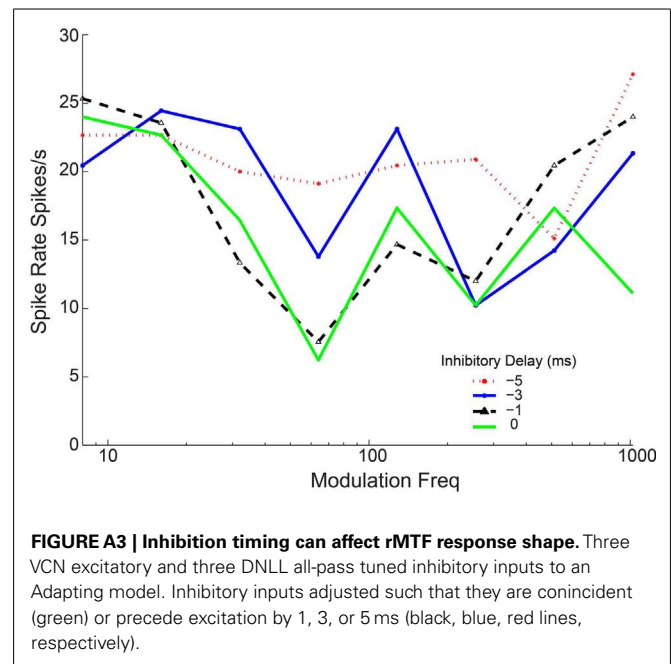 30
25
20
15
10
5
0
Spike Rate Spikes/s
10
100
1000
Modulation Freq
Inhibitory Delay (ms)
−5
−3
−1
0
FIGURE A3 | Inhibition timing can affect rMTF response shape. Three
VCN excitatory and three DNLL all-pass tuned inhibitory inputs to an
Adapting model. Inhibitory inputs adjusted such that they are conincident
(green) or precede excitation by 1, 3, or 5 ms (black, blue, red lines,
respectively).